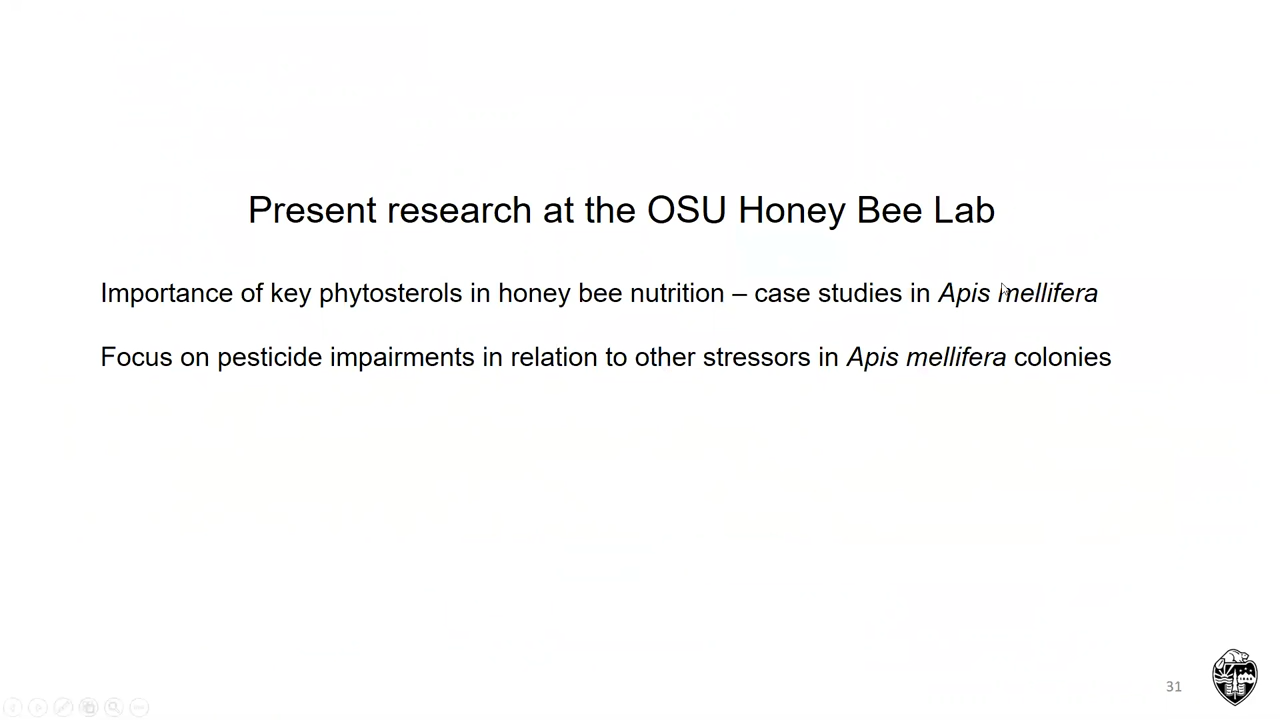 Present research at the OSU Honey Bee Lab
Importance of key phytosterols in honey bee nutrition – case studies in Apis mellifera
Focus on pesticide impairments in relation to other stressors in Apis mellifera colonies
31